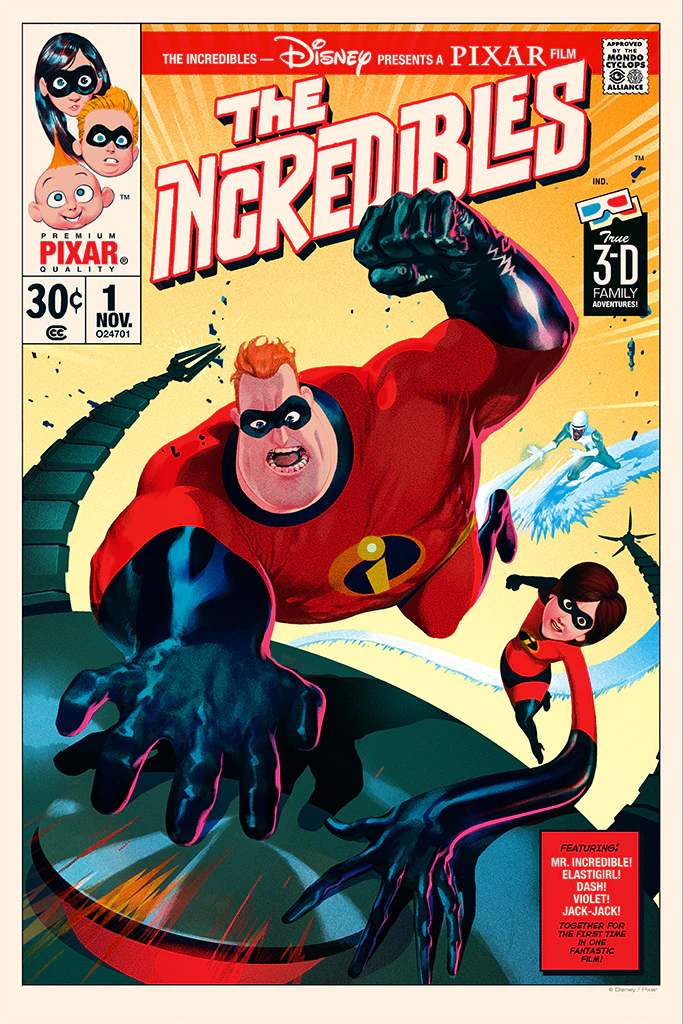 THE INCREDIBLES — Disney PRESENTS A PIXAR FILM
APPROVED
BY THE
MONDO
CYCLOPS
ALLIANCE
THE
INCREDIBLES
TM
IND.
TM
PREMIUM
PIXAR®
QUALITY
True
3-D
FAMILY
ADVENTURES!
30¢
CC
1
NOV.
024701
i
i
FEATURING:
MR. INCREDIBLE!
ELASTIGIRL!
DASH!
VIOLET!
JACK-JACK!
TOGETHER FOR
THE FIRST TIME
IN ONE
FANTASTIC
FILM!
© Disney / Pixar